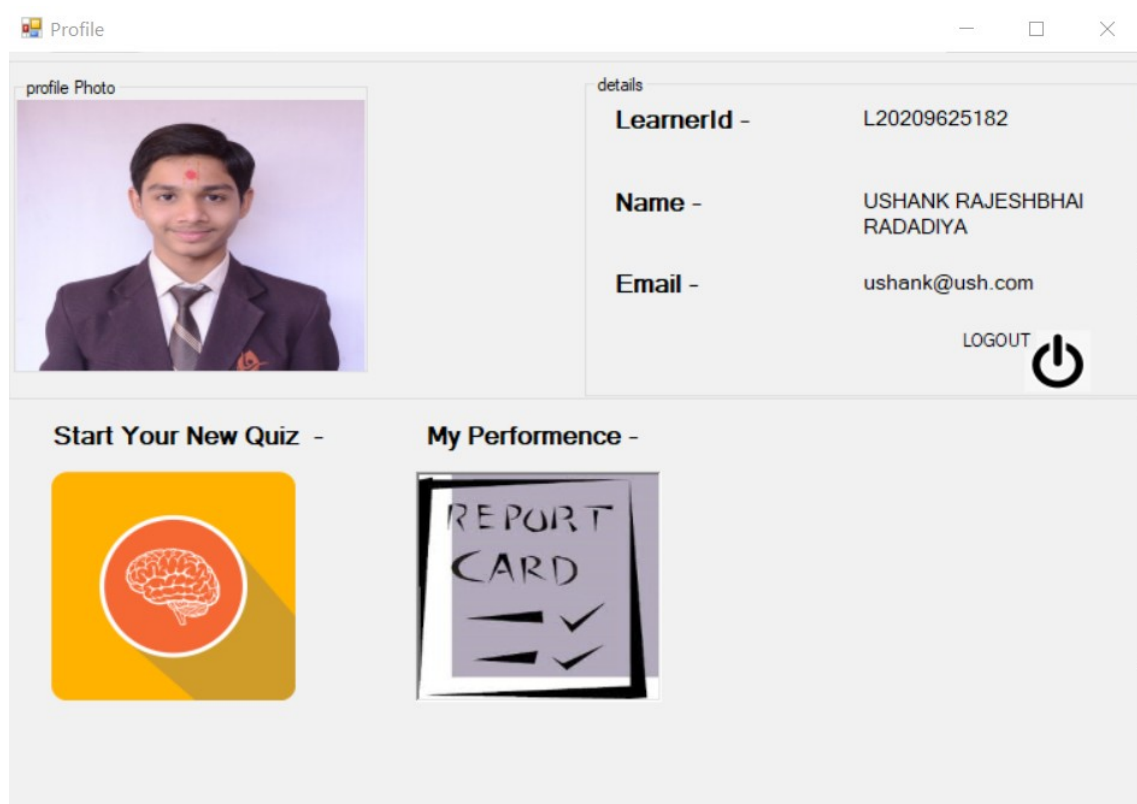 Profile
profile Photo
details
LearnerId -
L20209625182
Name -
USHANK RAJESHBHAI
RADADIYA
Email -
ushank@ush.com
LOGOUT
Start Your New Quiz -
My Performence -
REPORT
CARD